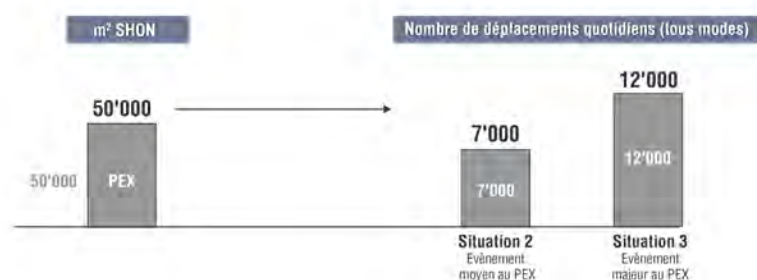 m² SHON
Nombre de déplacements quotidiens (tous modes)
50'000
50'000
PEX
7'000
7'000
12'000
12'000
Situation 2
Evènement
moyen au PEX
Situation 3
Evènement
majeur au PEX